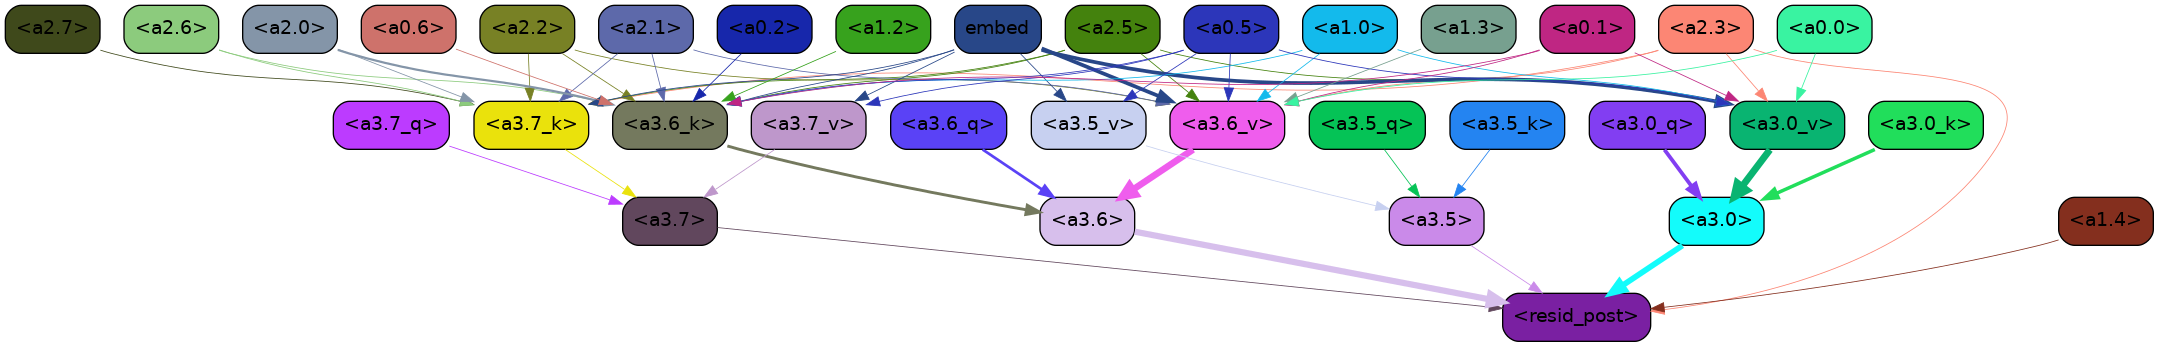 <a2.7> <a2.6> <a2.0> <a0.6> <a2.2> <a2.1> <a0.2> <a1.2> embed <a2.5> <a0.5> <a1.0> <a1.3> <a0.1> <a2.3> <a0.0>
<a3.7_q> <a3.7_k> <a3.6_k> <a3.7_v> <a3.6_q> <a3.5_v> <a3.6_v> <a3.5_q> <a3.5_k> <a3.0_q> <a3.0_v> <a3.0_k>
<a3.7> <a3.6> <a3.5> <a3.0> <a1.4>
<resid_post>